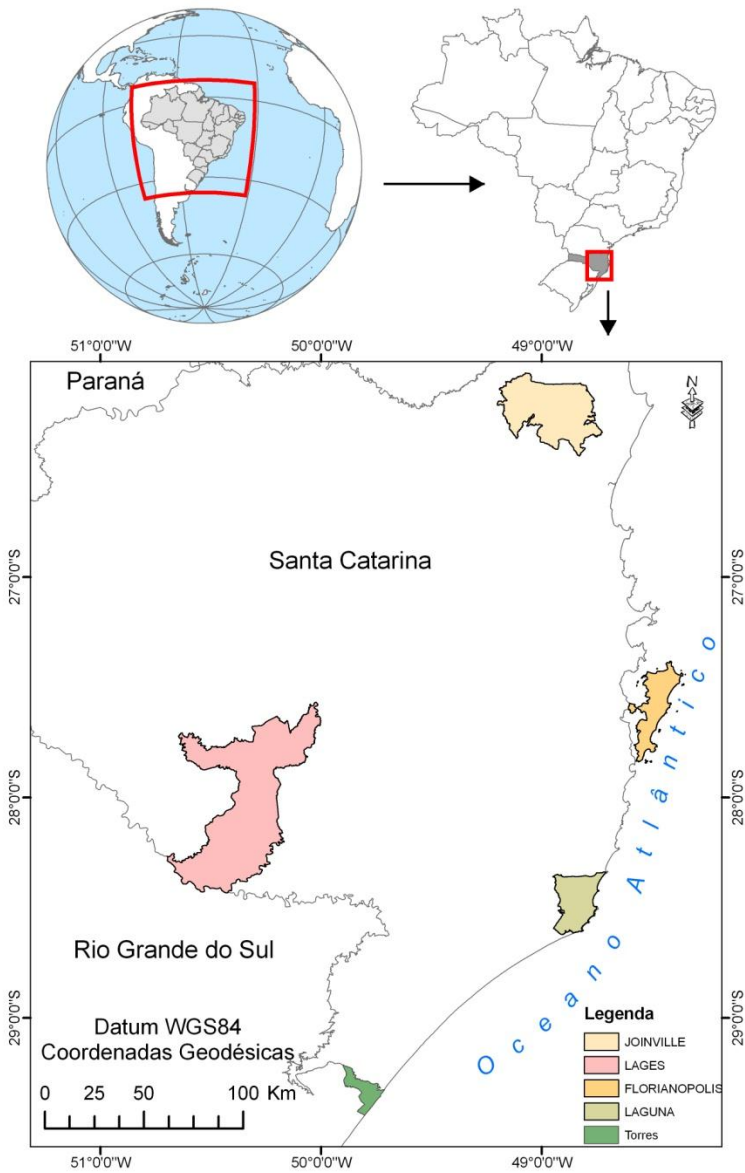 51°0'0"W 50°0'0"W 49°0'0"W
Paraná
N
Santa Catarina
27°0'0"S 27°0'0"S
28°0'0"S 28°0'0"S
Oceano Atlântico
Rio Grande do Sul
29°0'0"S 29°0'0"S
Datum WGS84
Coordenadas Geodésicas
0 25 50 100 Km
Legenda
JOINVILLE
LAGES
FLORIANOPOLIS
LAGUNA
Torres
51°0'0"W 50°0'0"W 49°0'0"W